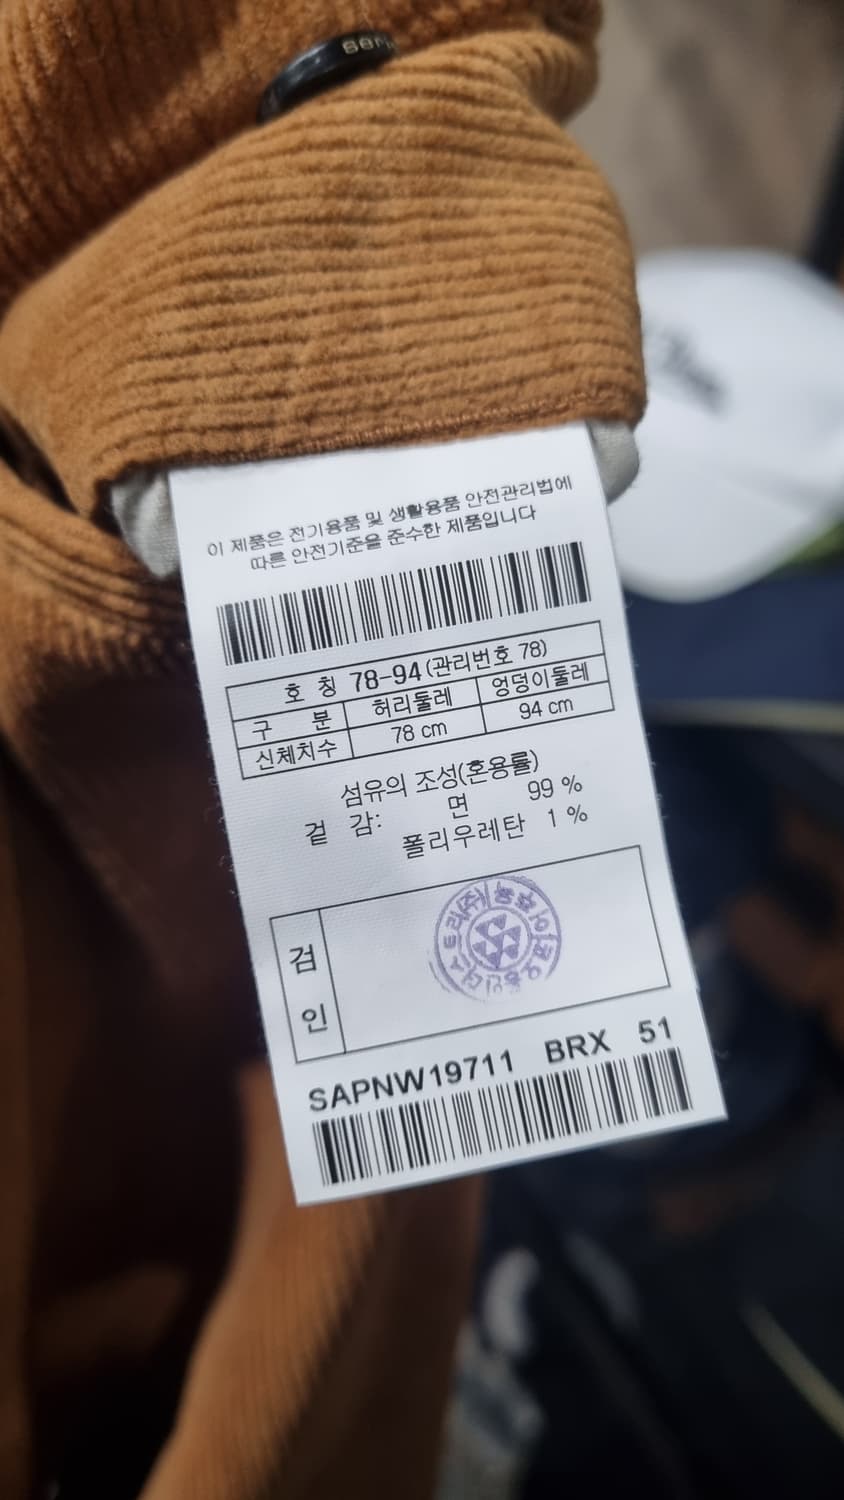 seri
이 제품은 전기용품 및 생활용품 안전관리법에
따른 안전기준을 준수한 제품입니다
호 칭 78-94(관리번호 78)
구 분 허리둘레 엉덩이둘레
신체치수 78 cm 94 cm
섬유의 조성(혼용률)
겉 감: 면 99 %
폴리우레탄 1 %
검
인
SAPNW19711 BRX 51